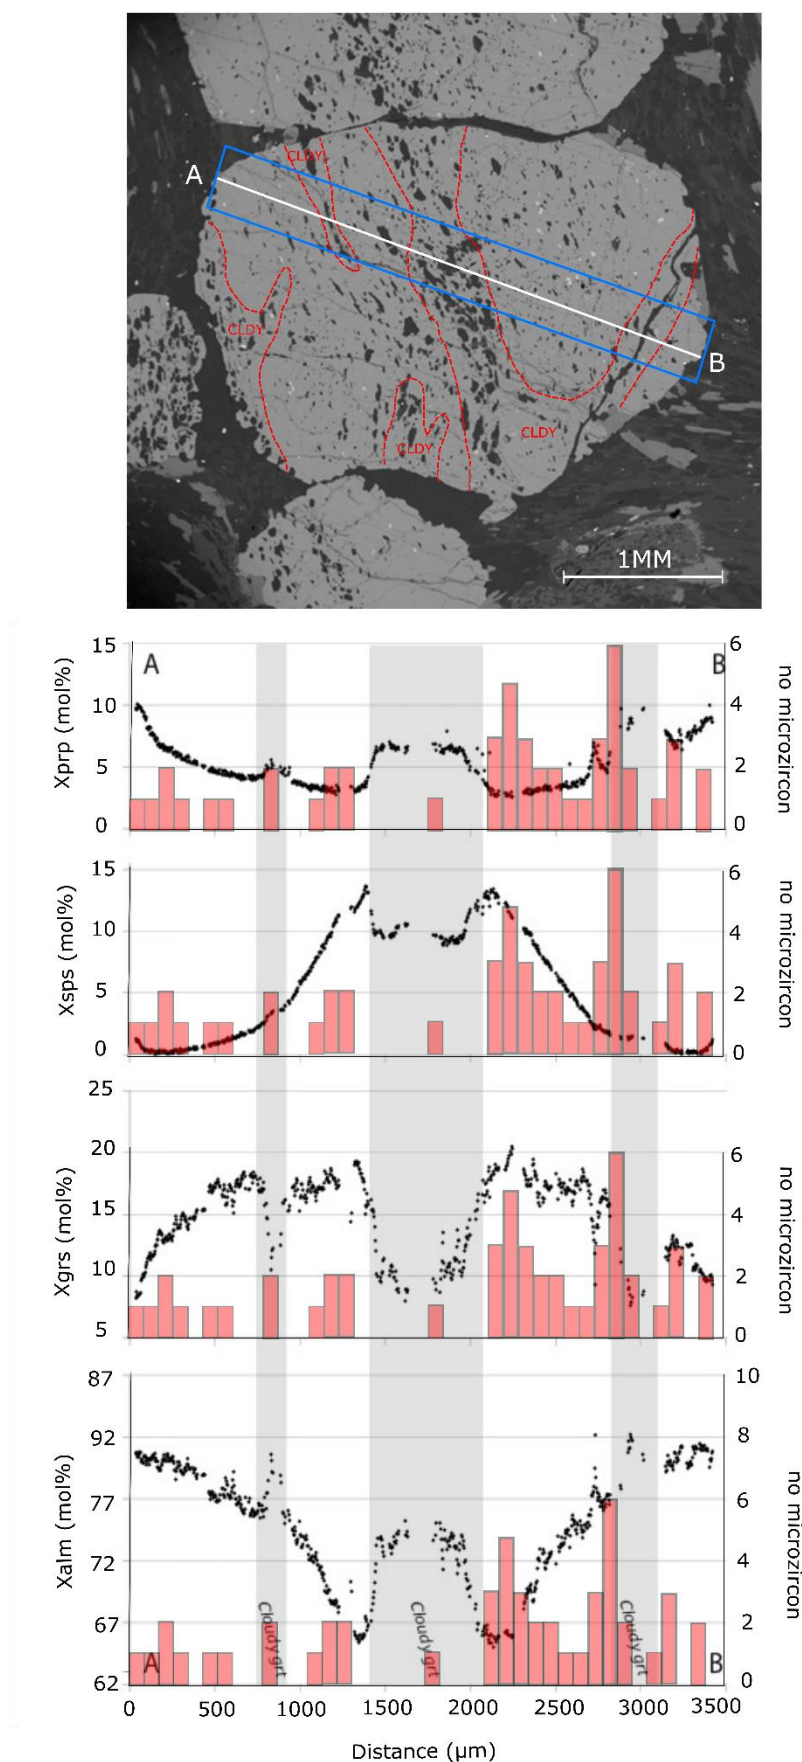 CLDY
A
CLDY
B
CLDY
CLDY
1MM
15
10
5
0
Xprp (mol%)
A
B
6
4
2
0
no microzircon
15
10
5
0
Xsps (mol%)
6
4
2
0
no microzircon
25
20
15
10
5
Xgrs (mol%)
6
4
2
0
no microzircon
87
92
77
72
67
62
Xalm (mol%)
A
Cloudy grt
Cloudy grt
Cloudy grt
B
10
8
6
4
2
0
no microzircon
0
500
1000
1500
2000
2500
3000
3500
Distance (µm)